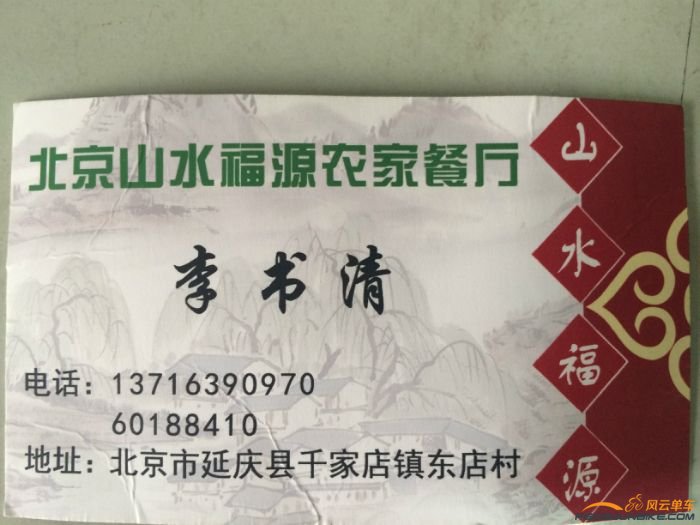 北京山水福源农家餐厅
李书清
电话：13716390970
60188410
地址：北京市延庆县千家店镇东店村
山
水
福
源
风云单车